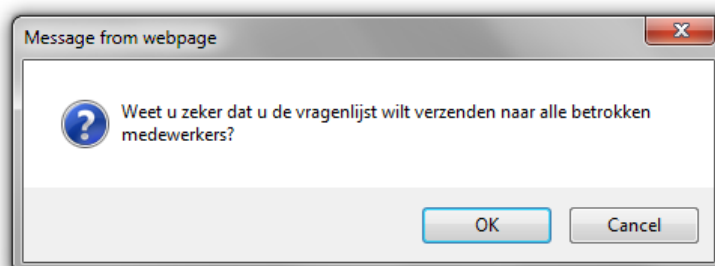 Message from webpage
Weet u zeker dat u de vragenlijst wilt verzenden naar alle betrokken
medewerkers?
OK
Cancel